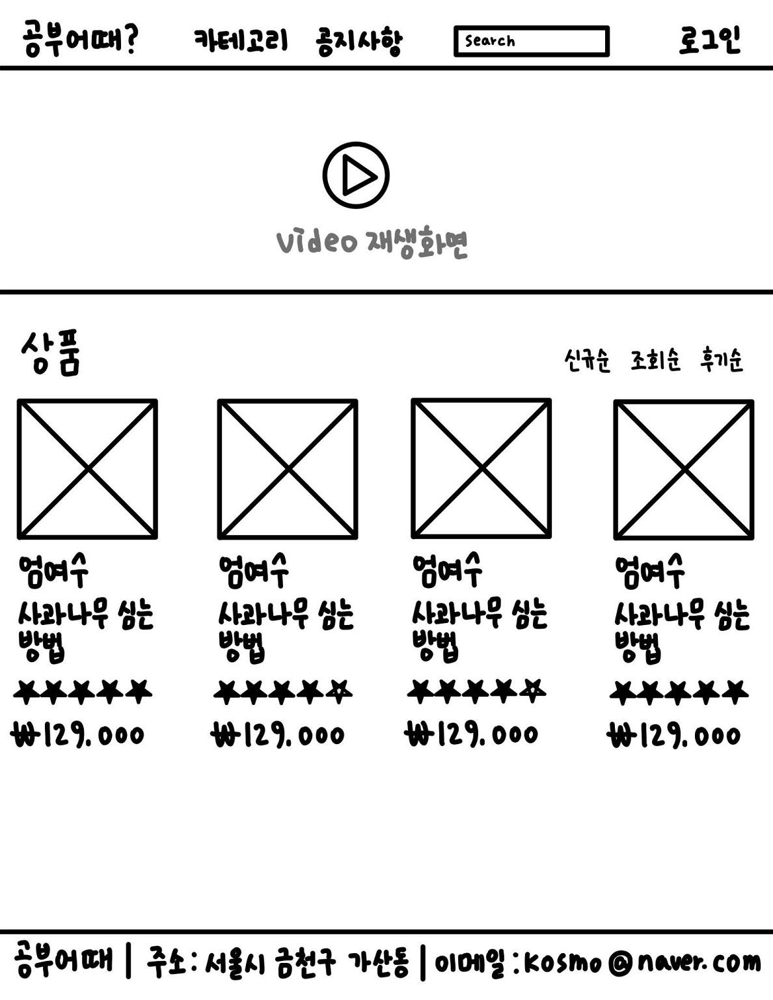 공부어때? 카테고리 공지사항 Search 로그인
Video 재생화면
상품
신규순 조회순 후기순
엄여수 엄여수 엄여수 엄여수
사과나무 심는 사과나무 심는 사과나무 심는 사과나무 심는
방법 방법 방법 방법
₩129.000 ₩129.000 ₩129.000 ₩129.000
공부어때 | 주소: 서울시 금천구 가산동 | 이메일:kosmo@naver.com